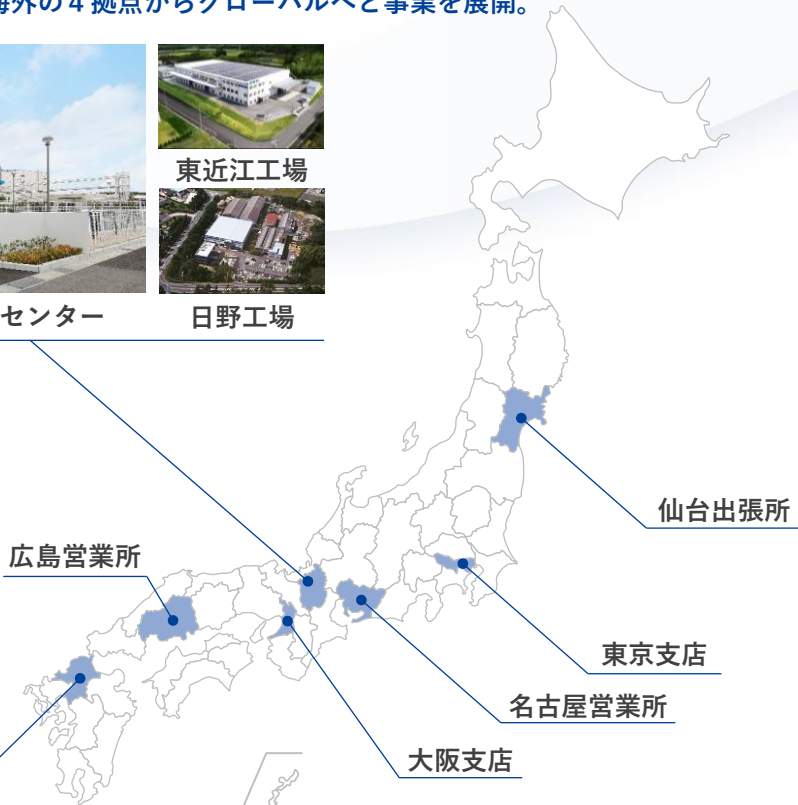 海外の4拠点からグローバルへと事業を展開。
東近江工場
センター
日野工場
仙台出張所
広島営業所
東京支店
名古屋営業所
大阪支店